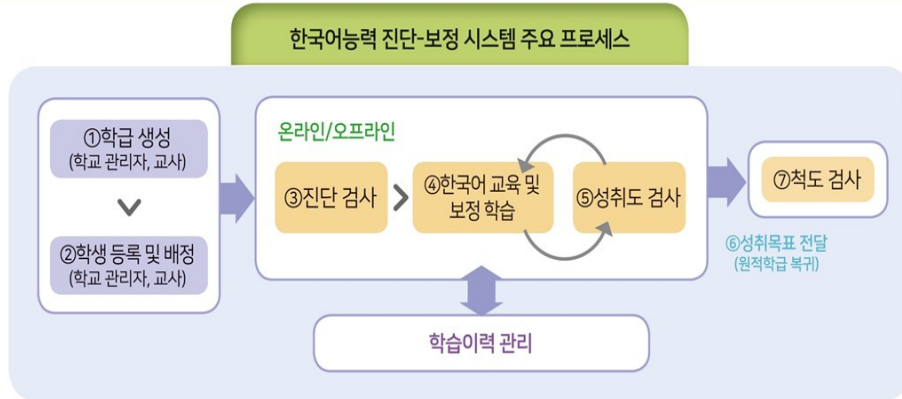 한국어능력 진단-보정 시스템 주요 프로세스
①학급 생성
(학교 관리자, 교사)
②학생 등록 및 배정
(학교 관리자, 교사)
온라인/오프라인
③진단 검사
④한국어 교육 및
보정 학습
⑤성취도 검사
⑥성취목표 전달
(원적학급 복귀)
⑦척도 검사
학습이력 관리